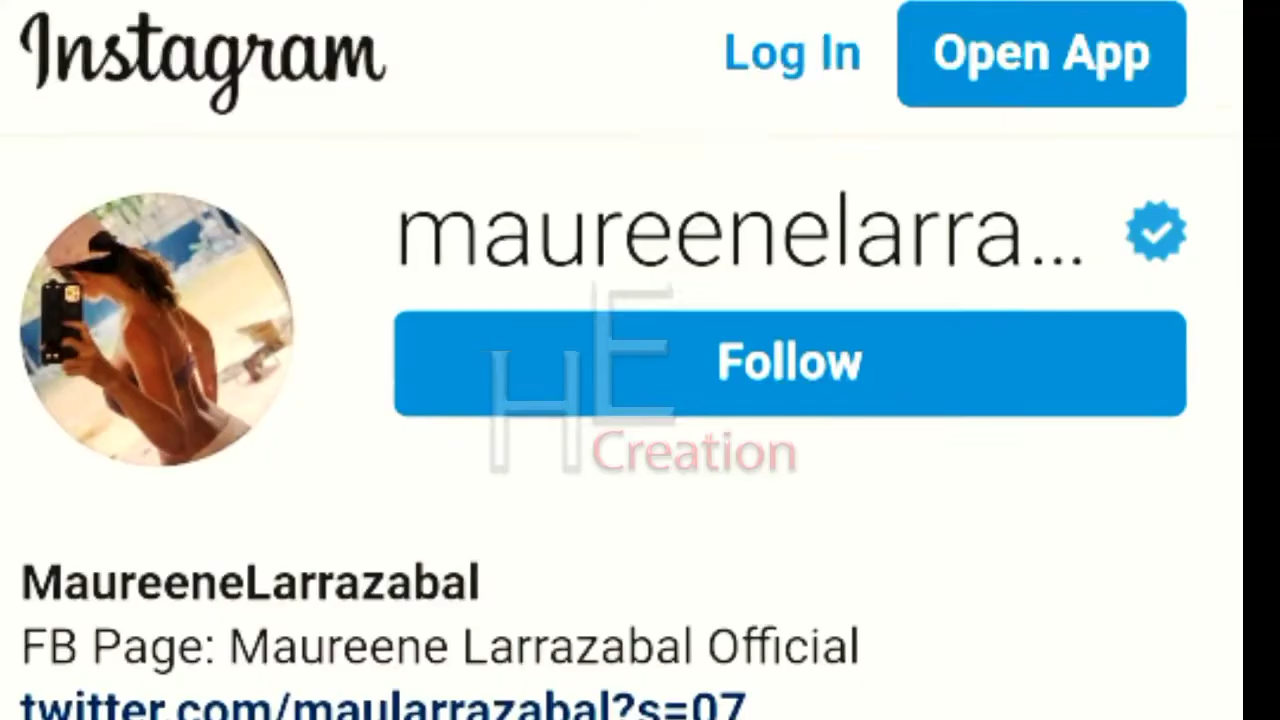 Instagram Log In Open App
maureenelarra...
Follow
HE
Creation
MaureeneLarrazabal
FB Page: Maureene Larrazabal Official
twitter.com/maularrazabal?s=07